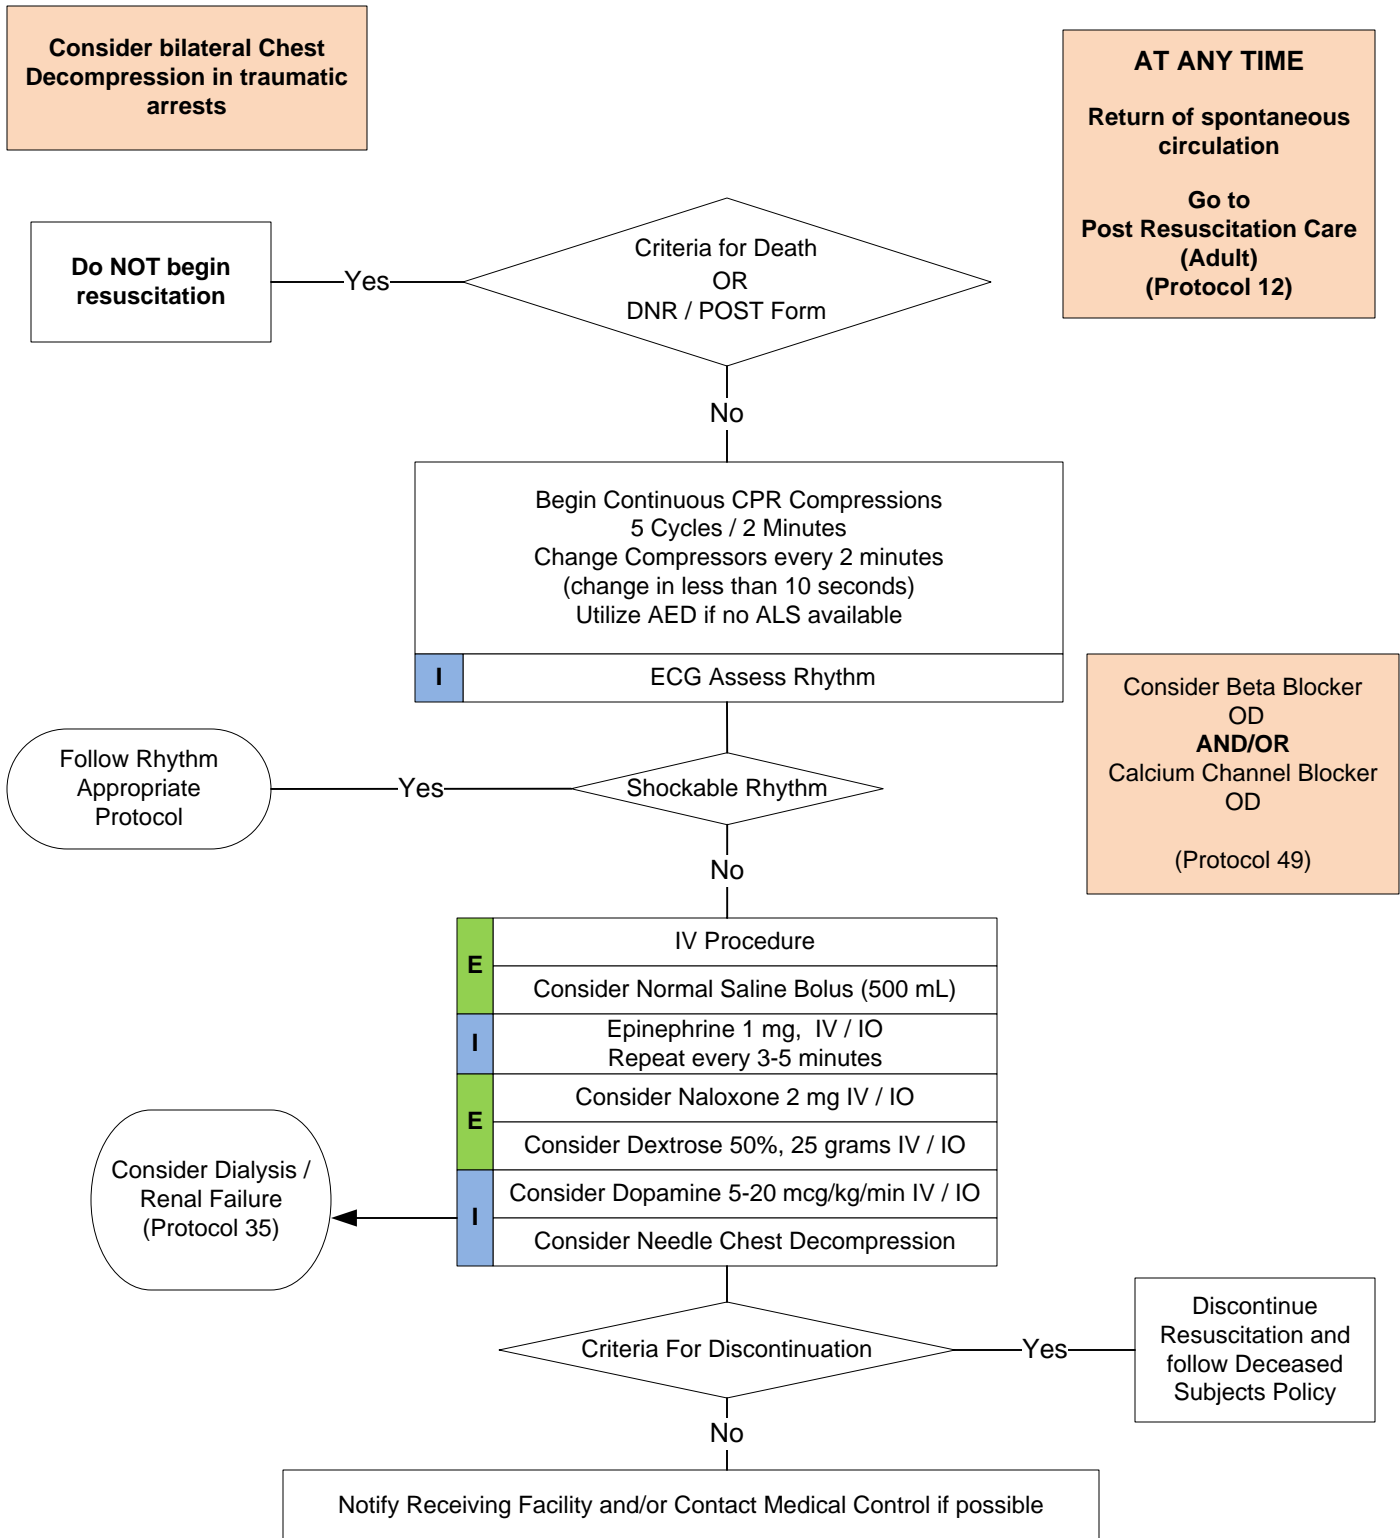 Consider bilateral Chest
Decompression in traumatic
arrests
AT ANY TIME
Return of spontaneous
circulation
Go to
Post Resuscitation Care
(Adult)
(Protocol 12)
Do NOT begin
resuscitation
Yes
Criteria for Death
OR
DNR / POST Form
No
Begin Continuous CPR Compressions
5 Cycles / 2 Minutes
Change Compressors every 2 minutes
(change in less than 10 seconds)
Utilize AED if no ALS available
I
ECG Assess Rhythm
Consider Beta Blocker
OD
AND/OR
Calcium Channel Blocker
OD
(Protocol 49)
Follow Rhythm
Appropriate
Protocol
Yes
Shockable Rhythm
No
E
IV Procedure
Consider Normal Saline Bolus (500 mL)
I
Epinephrine 1 mg, IV / IO
Repeat every 3-5 minutes
E
Consider Naloxone 2 mg IV / IO
Consider Dextrose 50%, 25 grams IV / IO
I
Consider Dopamine 5-20 mcg/kg/min IV / IO
Consider Needle Chest Decompression
Consider Dialysis /
Renal Failure
(Protocol 35)
Criteria For Discontinuation
Yes
Discontinue
Resuscitation and
follow Deceased
Subjects Policy
No
Notify Receiving Facility and/or Contact Medical Control if possible